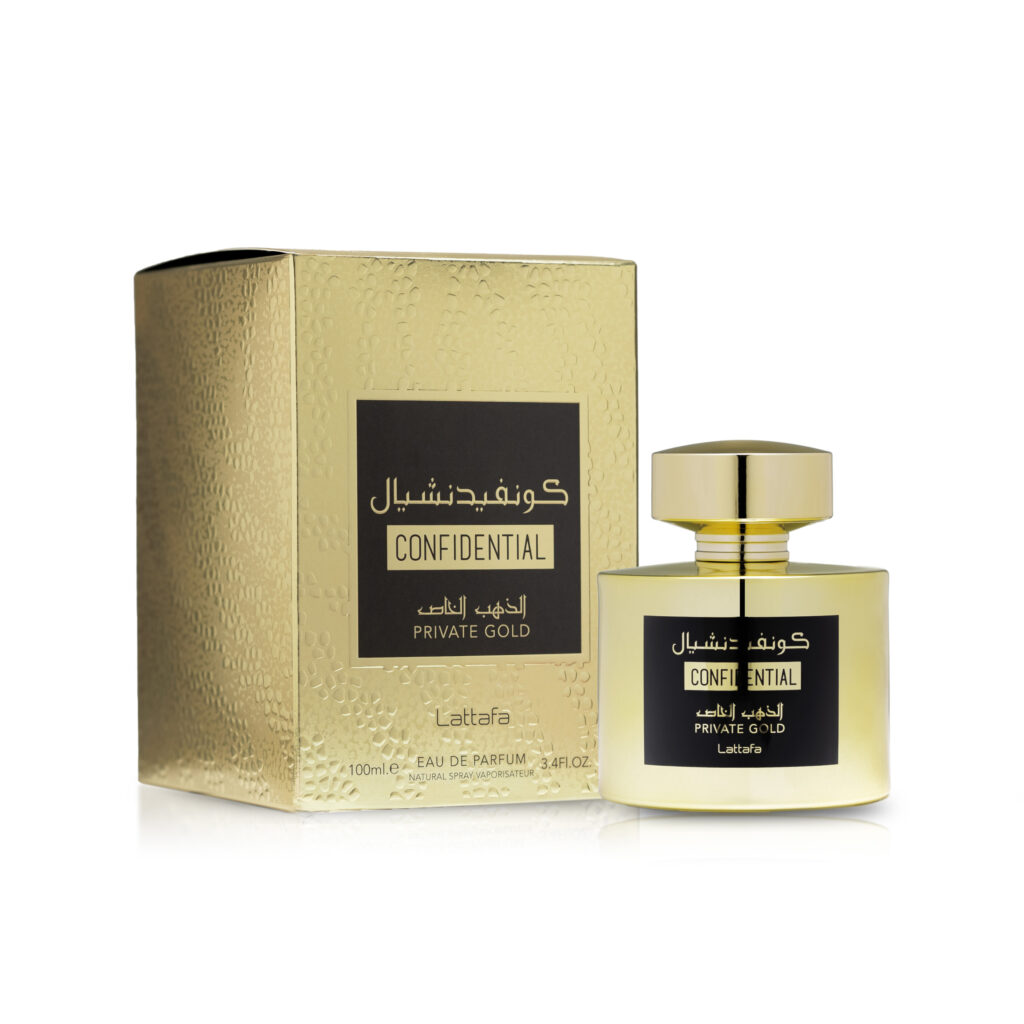 كونفيدنشيال
CONFIDENTIAL
الذهب الخاص
PRIVATE GOLD
Lattafa
100ml.e EAU DE PARFUM 3.4FL.OZ.
NATURAL SPRAY VAPORISATEUR
كونفيدنشيال
CONFIDENTIAL
الذهب الخاص
PRIVATE GOLD
Lattafa